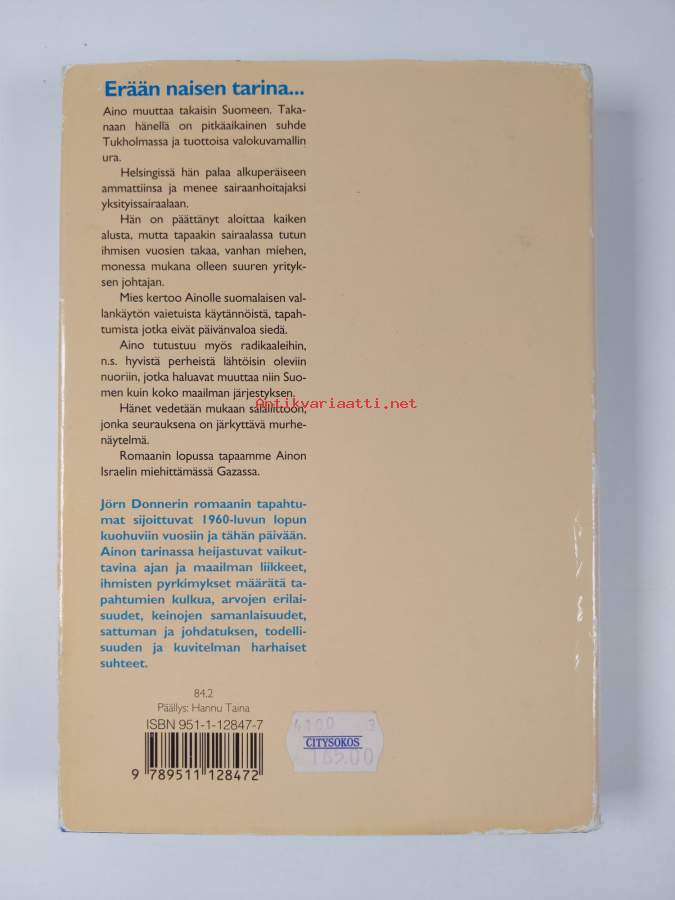 Erään naisen tarina...
Aino muuttaa takaisin Suomeen. Taka-
naan hänellä on pitkäaikainen suhde
Tukholmassa ja tuottoisa valokuvamallin
ura.
Helsingissä hän palaa alkuperäiseen
ammattiinsa ja menee sairaanhoitajaksi
yksityissairaalaan.
Hän on päättänyt aloittaa kaiken
alusta, mutta tapaakin sairaalassa tutun
ihmisen vuosien takaa, vanhan miehen,
monessa mukana olleen suuren yrityk-
sen johtajan.
Mies kertoo Ainolle suomalaisen val-
lankäytön vaietuista käytännöistä, tapah-
tumista jotka eivät päivänvaloa siedä.
Aino tutustuu myös radikaaleihin,
n.s. hyvistä perheistä lähtöisin oleviin
nuoriin, jotka haluavat muuttaa niin Suo-
men kuin koko maailman järjestyksen.
Antikvariaatti.net
Hänet vedetään mukaan salaliittoon,
jonka seurauksena on järkyttävä murhe-
näytelmä.
Romaanin lopussa tapaamme Ainon
Israelin miehittämässä Gazassa.
Jörn Donnerin romaanin tapahtu-
mat sijoittuvat 1960-luvun lopun
kuohuviin vuosiin ja tähän päivään.
Ainon tarinassa heijastuvat vaikut-
tavina ajan ja maailman liikkeet,
ihmisten pyrkimykset määrätä ta-
pahtumien kulkua, arvojen erilai-
suudet, keinojen samanlaisuudet,
sattuman ja johdatuksen, todelli-
suuden ja kuvitelman harhaiset
suhteet.
84.2
Päällys: Hannu Taina
ISBN 951-1-12847-7
9 789511 128472
4100 3
CITYSOKOS
165.00